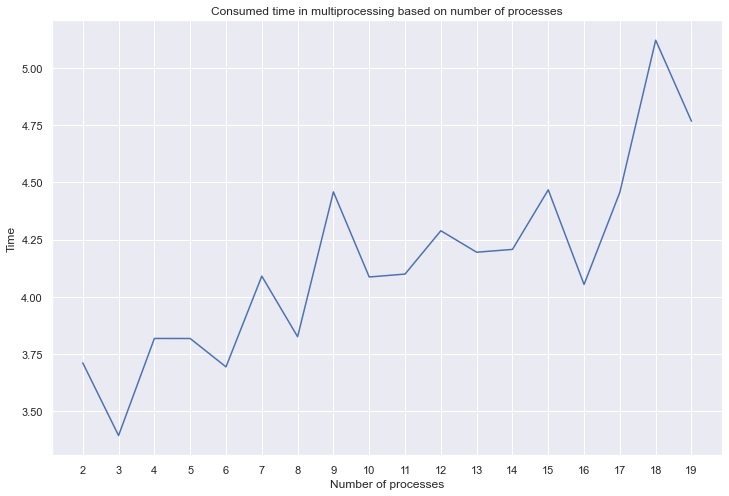 Consumed time in multiprocessing based on number of processes
5.00
4.75
4.50
4.25
4.00
3.75
3.50
Time
2 3 4 5 6 7 8 9 10 11 12 13 14 15 16 17 18 19
Number of processes